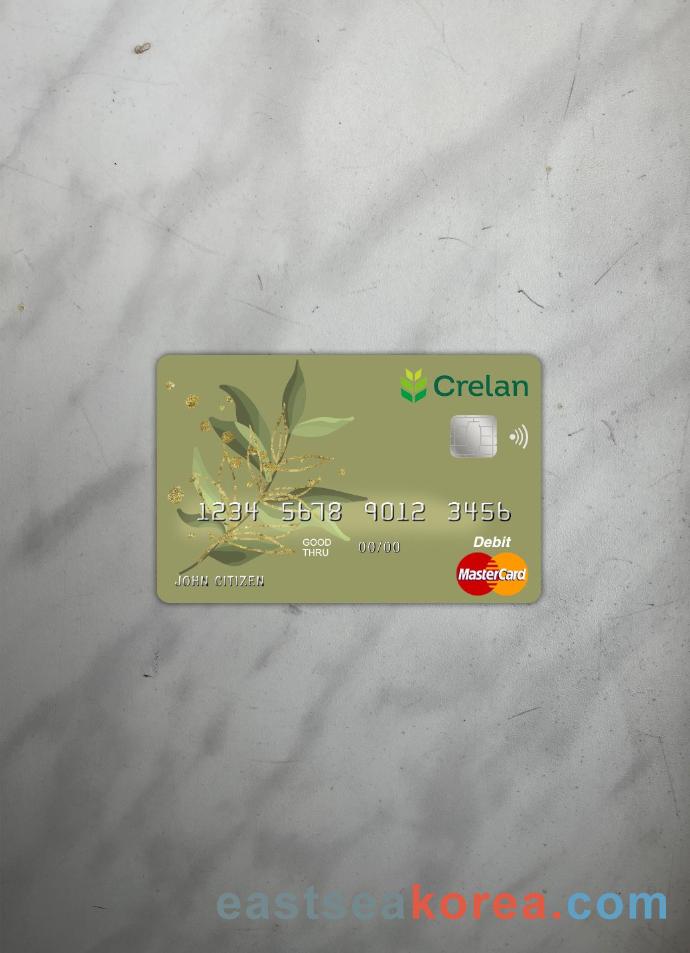 Crelan
1234 5678 9012 3456
GOOD
THRU
00/00
Debit
MasterCard
JOHN CITIZEN
eastseakorea.com